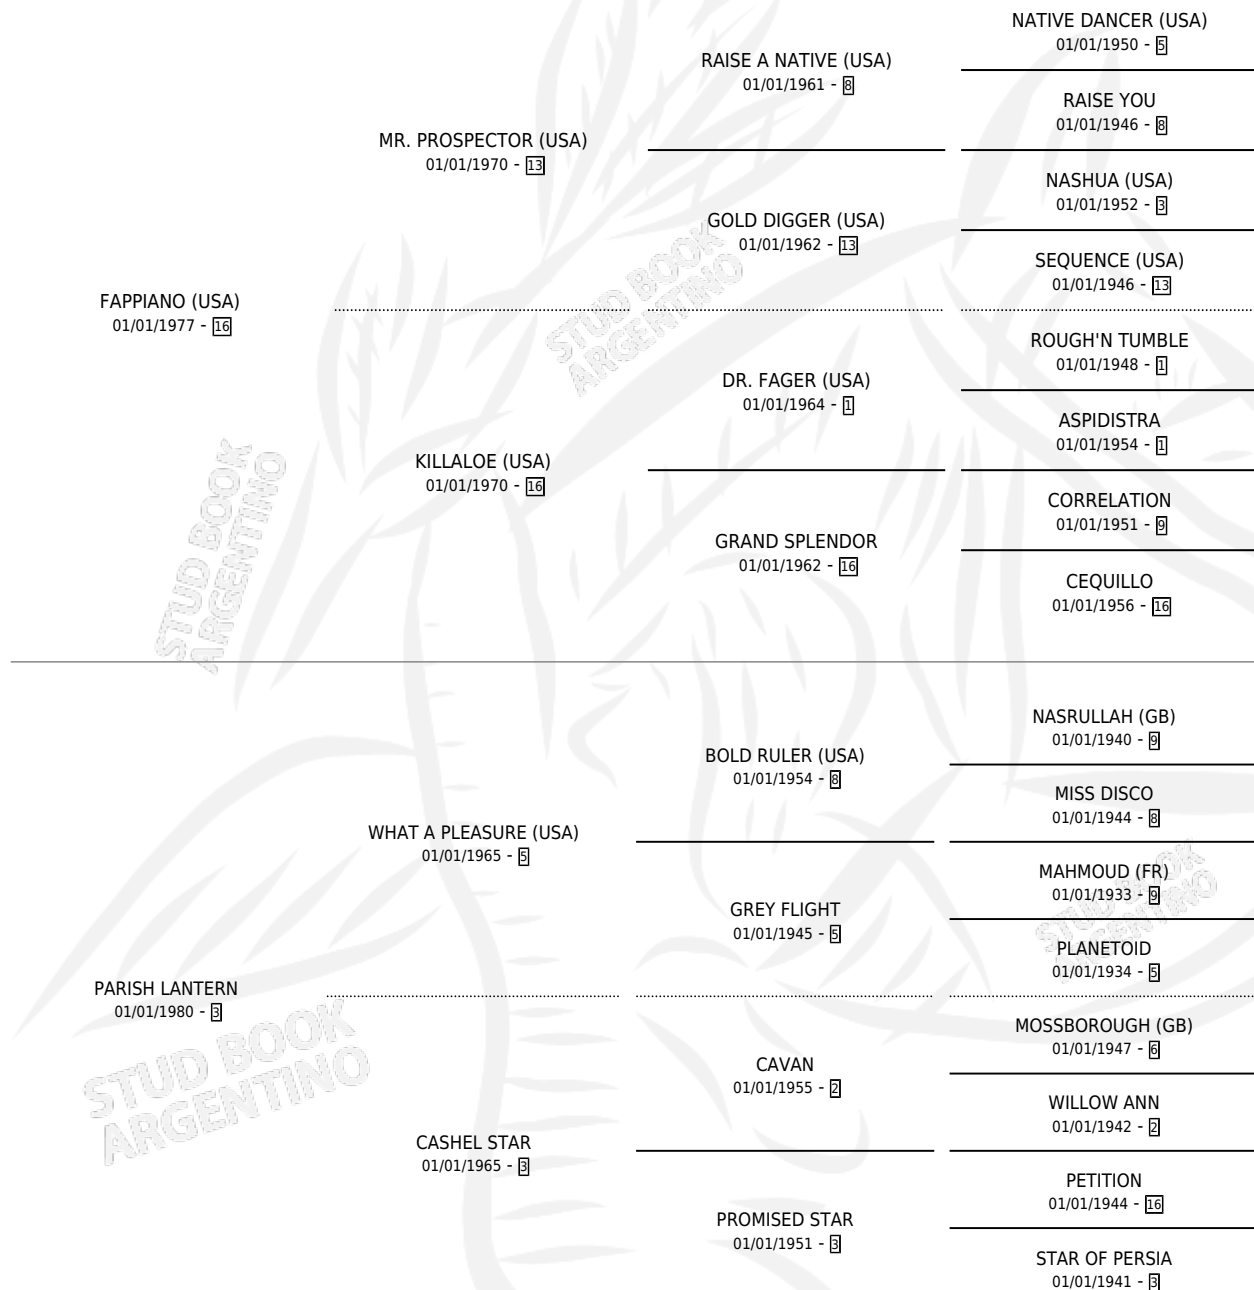 NATIVE DANCER (USA)
01/01/1950 - 5
RAISE A NATIVE (USA)
01/01/1961 - 8
RAISE YOU
01/01/1946 - 8
MR. PROSPECTOR (USA)
01/01/1970 - 13
NASHUA (USA)
01/01/1952 - 3
GOLD DIGGER (USA)
01/01/1962 - 13
SEQUENCE (USA)
01/01/1946 - 13
FAPPIANO (USA)
01/01/1977 - 16
ROUGH'N TUMBLE
01/01/1948 - 1
DR. FAGER (USA)
01/01/1964 - 1
ASPIDISTRA
01/01/1954 - 1
KILLALOE (USA)
01/01/1970 - 16
CORRELATION
01/01/1951 - 9
GRAND SPLENDOR
01/01/1962 - 16
CEQUILLO
01/01/1956 - 16
NASRULLAH (GB)
01/01/1940 - 9
BOLD RULER (USA)
01/01/1954 - 8
MISS DISCO
01/01/1944 - 8
WHAT A PLEASURE (USA)
01/01/1965 - 5
MAHMOUD (FR)
01/01/1933 - 9
GREY FLIGHT
01/01/1945 - 5
PLANETOID
01/01/1934 - 5
PARISH LANTERN
01/01/1980 - 3
MOSSBOROUGH (GB)
01/01/1947 - 6
CAVAN
01/01/1955 - 2
WILLOW ANN
01/01/1942 - 2
CASHEL STAR
01/01/1965 - 3
PETITION
01/01/1944 - 16
PROMISED STAR
01/01/1951 - 3
STAR OF PERSIA
01/01/1941 - 3
STUD BOOK
ARGENTINO
STUD BOOK
ARGENTINO
STUD BOOK
ARGENTINO
STUD BOOK
ARGENTINO